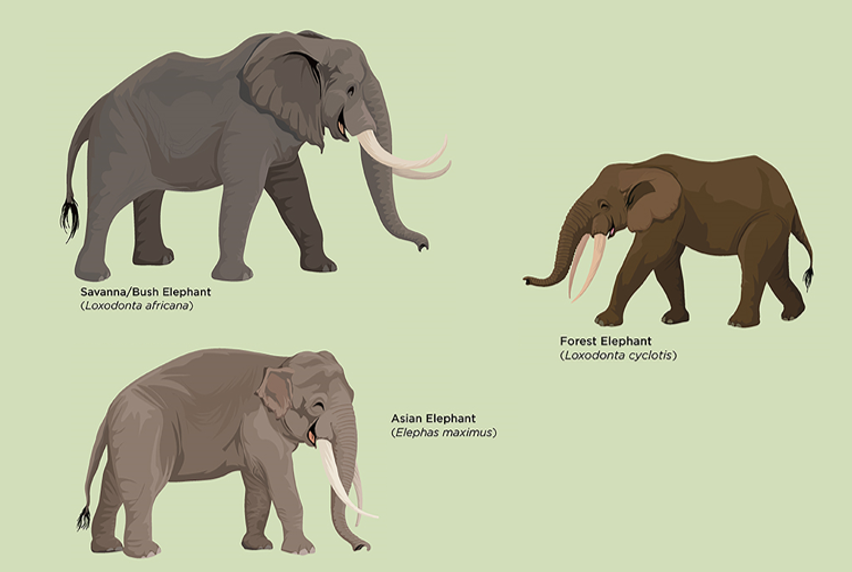 Savanna/Bush Elephant
(Loxodonta africana)
Forest Elephant
(Loxodonta cyclotis)
Asian Elephant
(Elephas maximus)